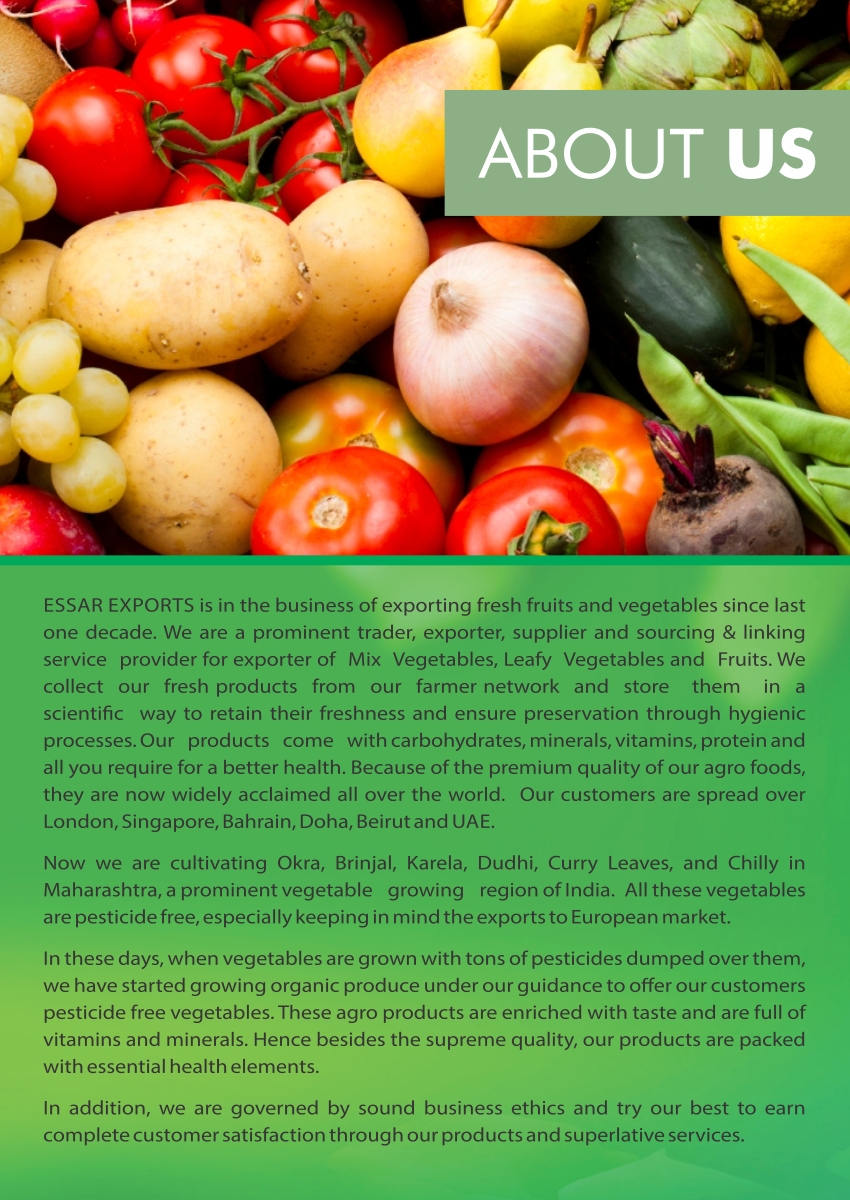 ABOUT US
ESSAR EXPORTS is in the business of exporting fresh fruits and vegetables since last
one decade. We are a prominent trader, exporter, supplier and sourcing & linking
service provider for exporter of Mix Vegetables, Leafy Vegetables and Fruits. We
collect our fresh products from our farmer network and store them in a
scientific way to retain their freshness and ensure preservation through hygienic
processes. Our products come with carbohydrates, minerals, vitamins, protein and
all you require for a better health. Because of the premium quality of our agro foods,
they are now widely acclaimed all over the world. Our customers are spread over
London, Singapore, Bahrain, Doha, Beirut and UAE.
Now we are cultivating Okra, Brinjal, Karela, Dudhi, Curry Leaves, and Chilly in
Maharashtra, a prominent vegetable growing region of India. All these vegetables
are pesticide free, especially keeping in mind the exports to European market.
In these days, when vegetables are grown with tons of pesticides dumped over them,
we have started growing organic produce under our guidance to offer our customers
pesticide free vegetables. These agro products are enriched with taste and are full of
vitamins and minerals. Hence besides the supreme quality, our products are packed
with essential health elements.
In addition, we are governed by sound business ethics and try our best to earn
complete customer satisfaction through our products and superlative services.